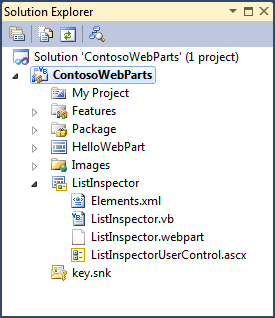 Solution Explorer
Solution 'ContosoWebParts' (1 project)
ContosoWebParts
My Project
Features
Package
HelloWebPart
Images
ListInspector
Elements.xml
ListInspector.vb
ListInspector.webpart
ListInspectorUserControl.ascx
key.snk